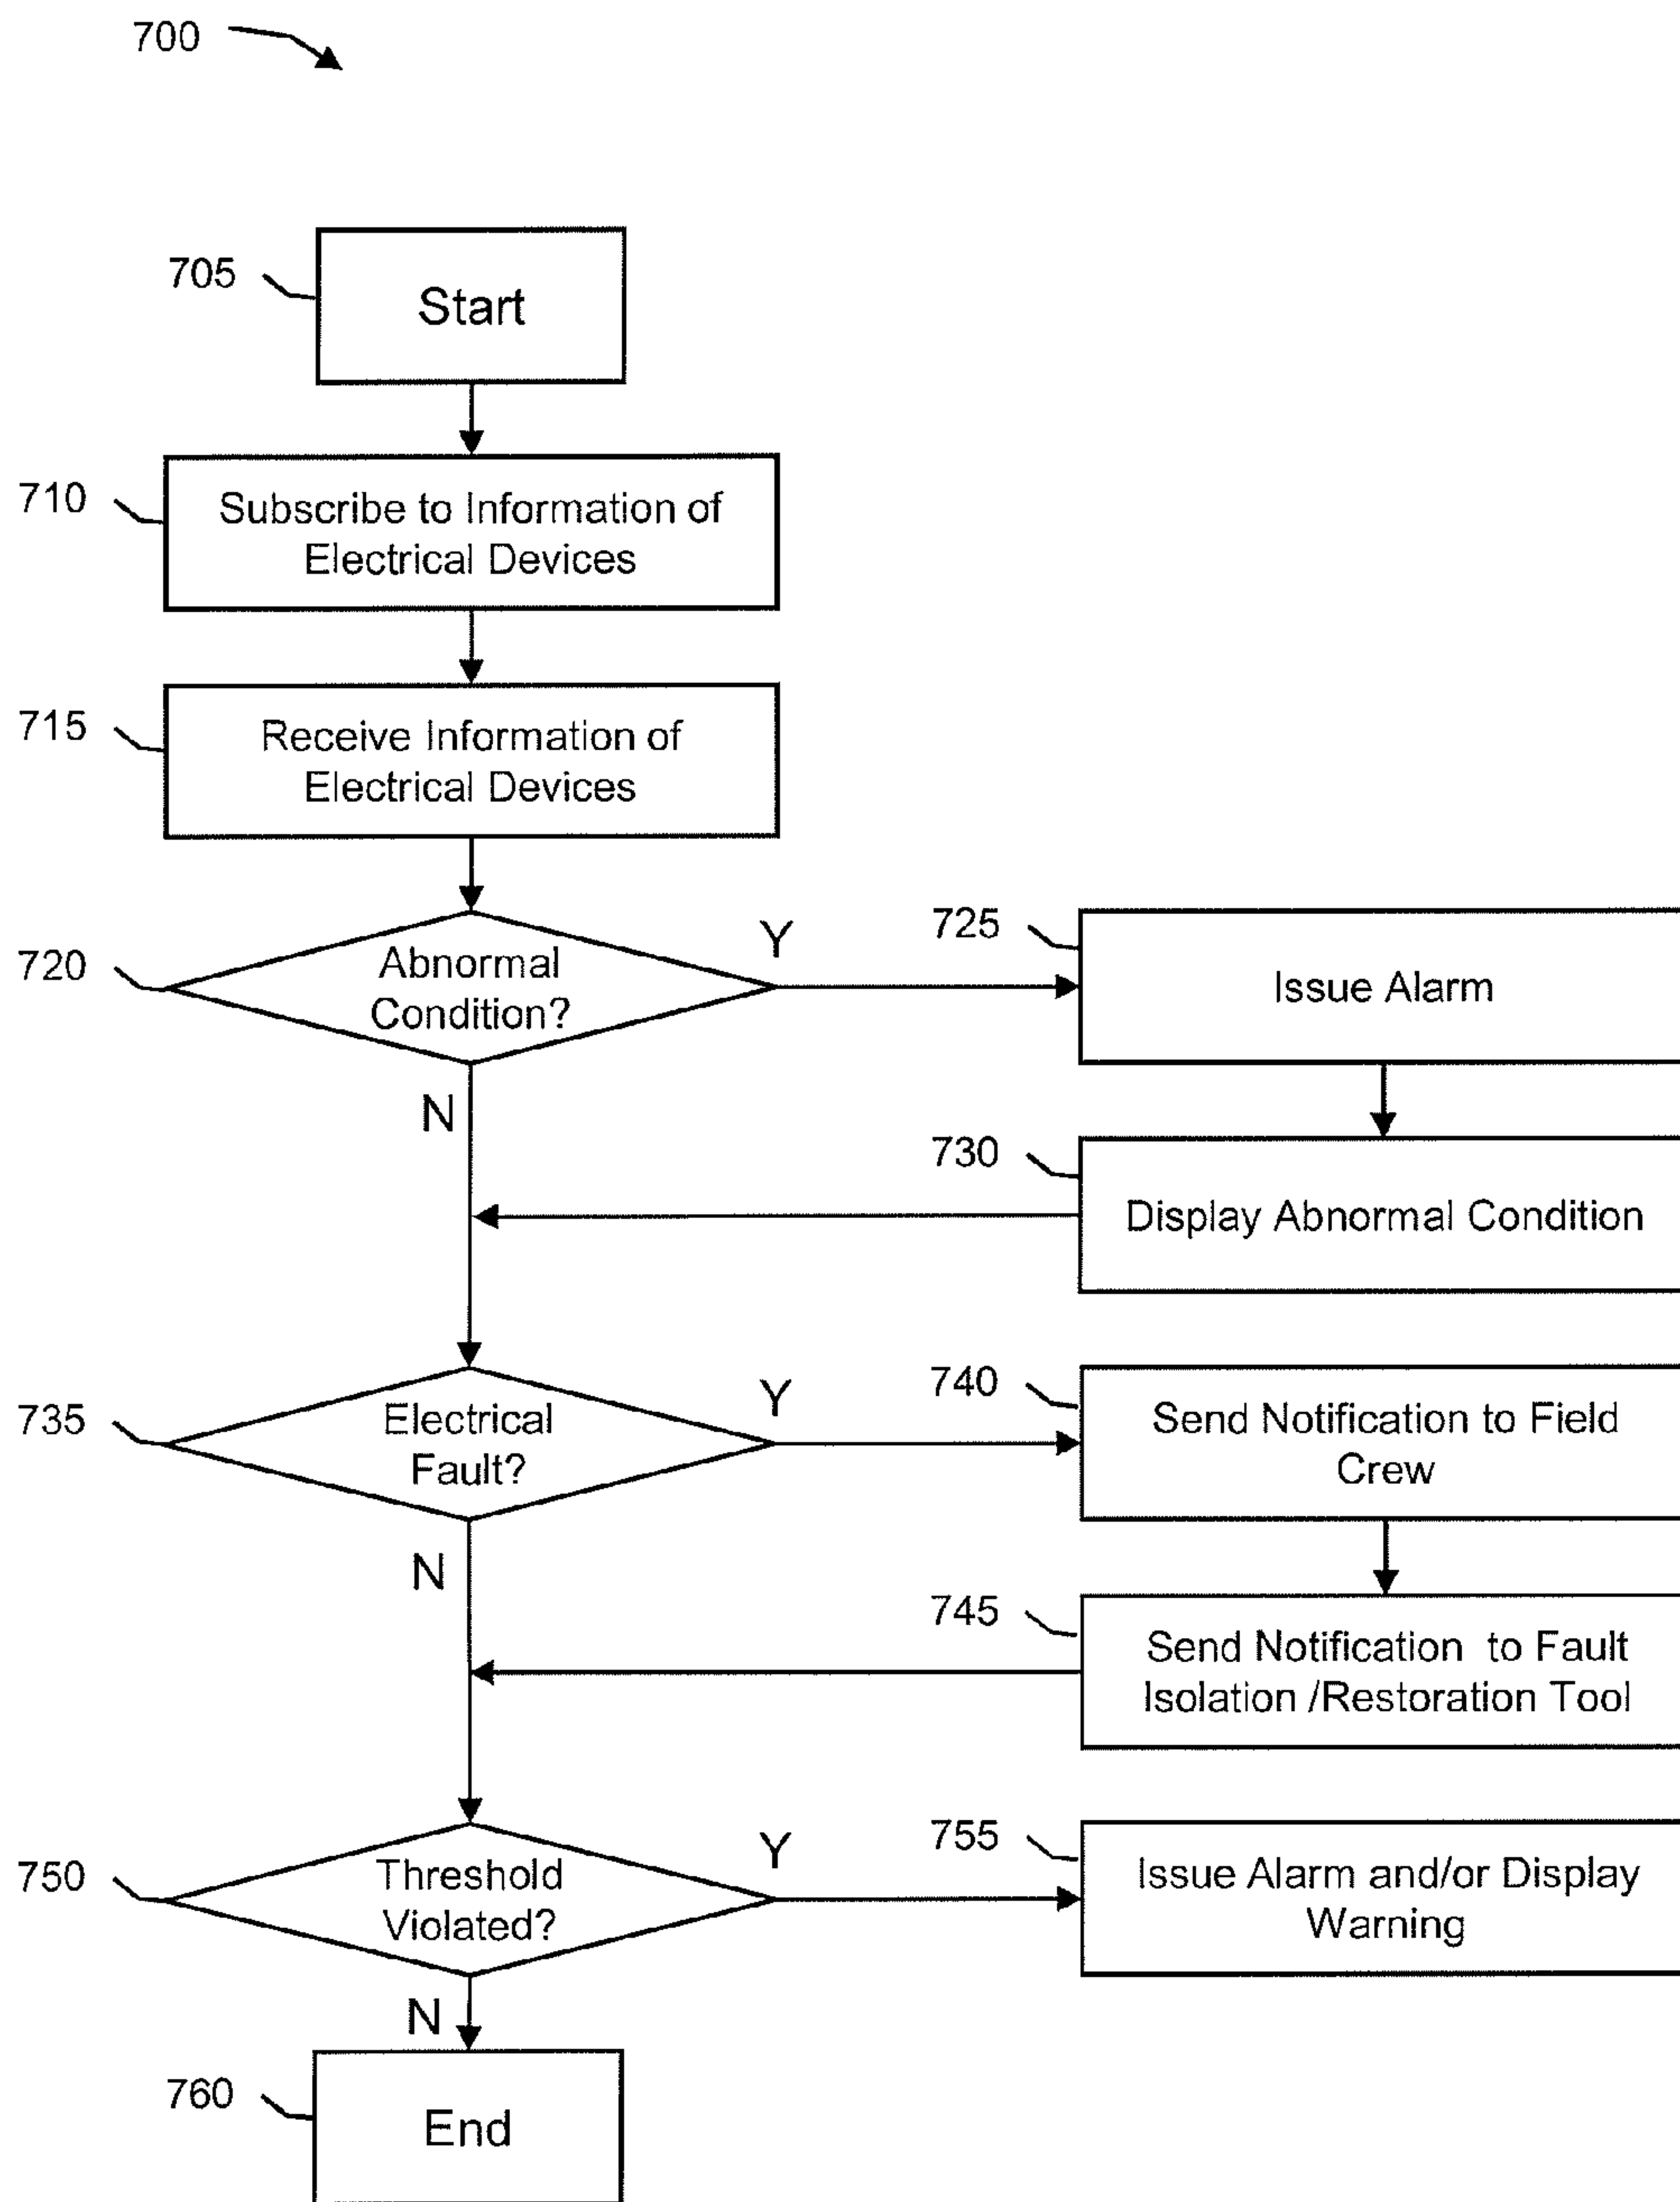 700
705
Start
710
Subscribe to Information of
Electrical Devices
715
Receive Information of
Electrical Devices
720
Abnormal
Condition?
Y
725
Issue Alarm
N
730
Display Abnormal Condition
735
Electrical
Fault?
Y
740
Send Notification to Field
Crew
N
745
Send Notification to Fault
Isolation /Restoration Tool
750
Threshold
Violated?
Y
755
Issue Alarm and/or Display
Warning
N
760
End